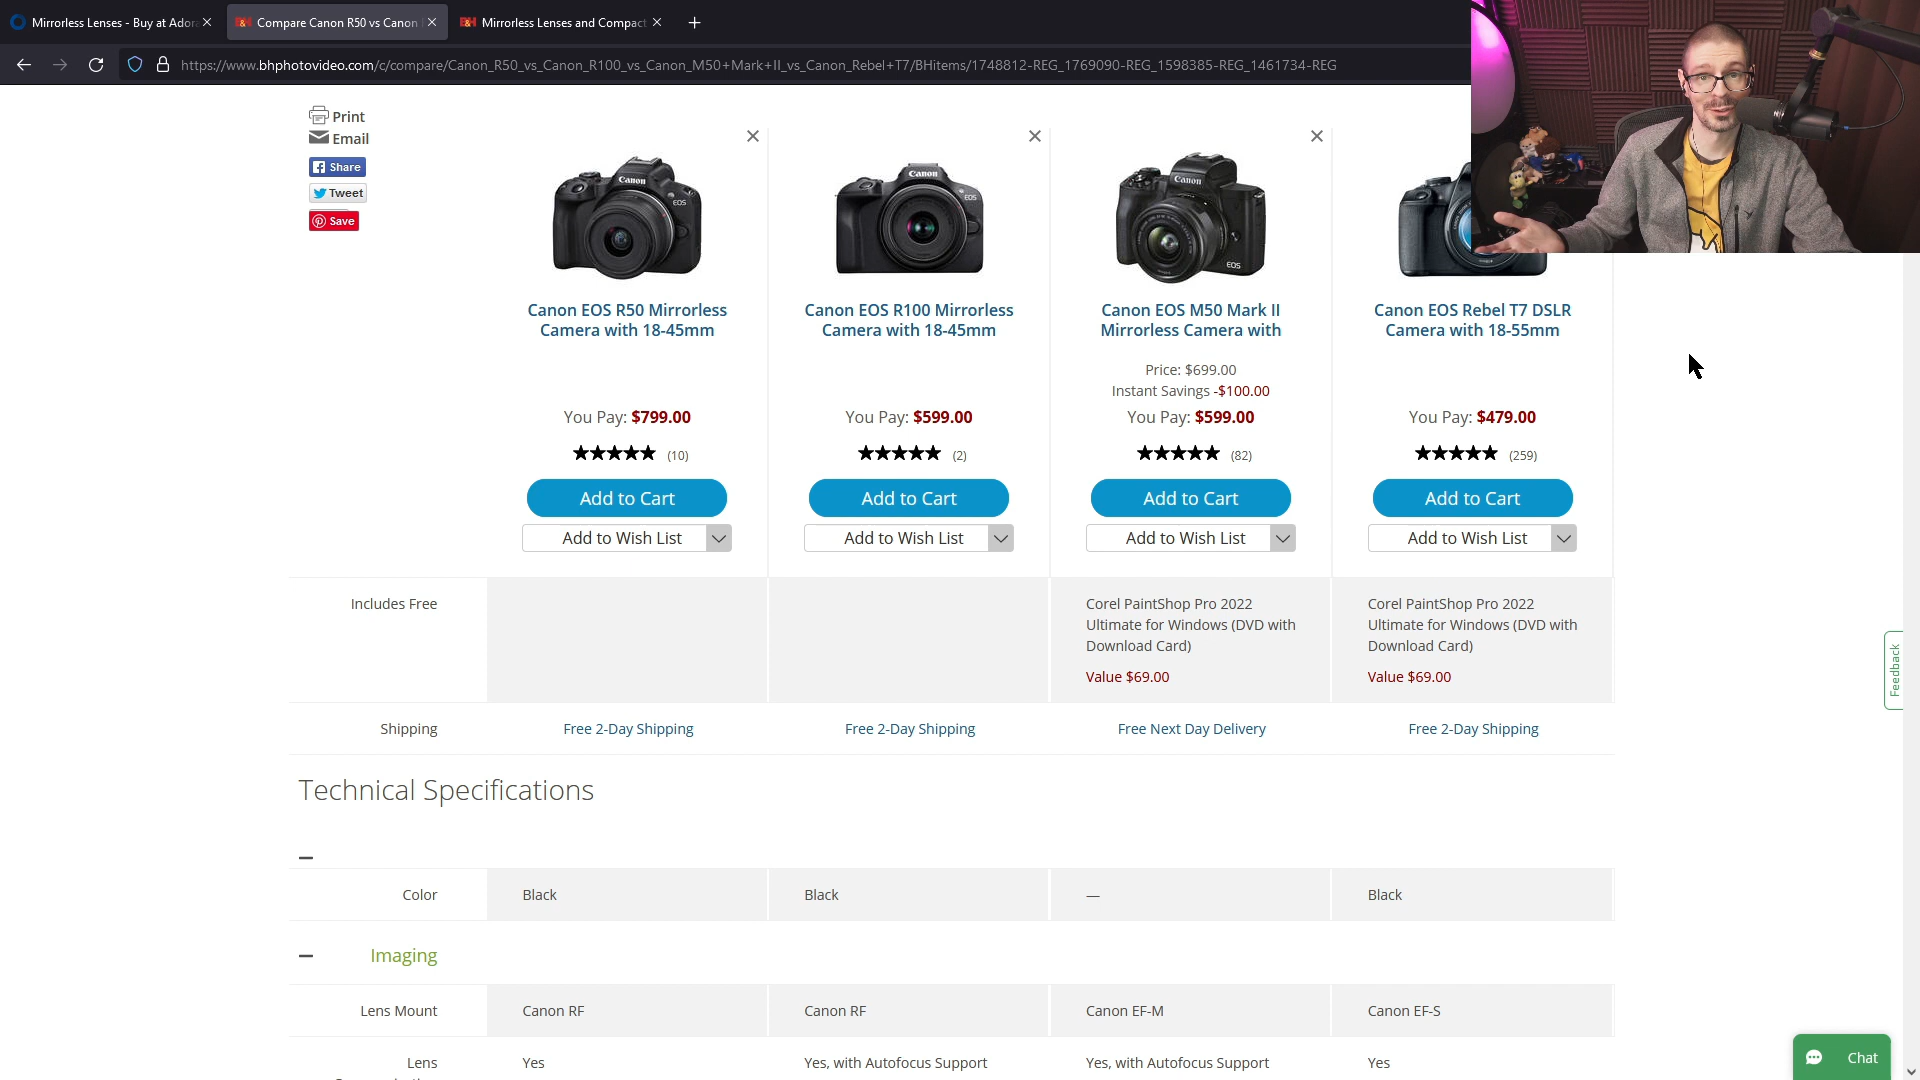 Mirrorless Lenses - Buy at Ador
Compare Canon R50 vs Canon
Mirrorless Lenses and Compact
https://www.bhphotovideo.com/c/compare/Canon_R50_vs_Canon_R100_vs_Canon_M50+Mark+II_vs_Canon_Rebel+T7/BHitems/1748812-REG_1769090-REG_1598385-REG_1461734-REG
Print
Email
Share
Tweet
Save
Canon EOS R50 Mirrorless
Camera with 18-45mm
Canon EOS R100 Mirrorless
Camera with 18-45mm
Canon EOS M50 Mark II
Mirrorless Camera with
Canon EOS Rebel T7 DSLR
Camera with 18-55mm
Price: $699.00
Instant Savings -$100.00
You Pay: $799.00
You Pay: $599.00
You Pay: $599.00
You Pay: $479.00
(10)
(2)
(82)
(259)
Add to Cart
Add to Cart
Add to Cart
Add to Cart
Add to Wish List
Add to Wish List
Add to Wish List
Add to Wish List
Includes Free
Corel PaintShop Pro 2022
Ultimate for Windows (DVD with
Download Card)
Value $69.00
Corel PaintShop Pro 2022
Ultimate for Windows (DVD with
Download Card)
Value $69.00
Feedback
Shipping
Free 2-Day Shipping
Free 2-Day Shipping
Free Next Day Delivery
Free 2-Day Shipping
Technical Specifications
Color
Black
Black
—
Black
Imaging
Lens Mount
Canon RF
Canon RF
Canon EF-M
Canon EF-S
Lens
Yes
Yes, with Autofocus Support
Yes, with Autofocus Support
Yes
Chat
Canon
EOS
Canon
EOS
Canon
EOS